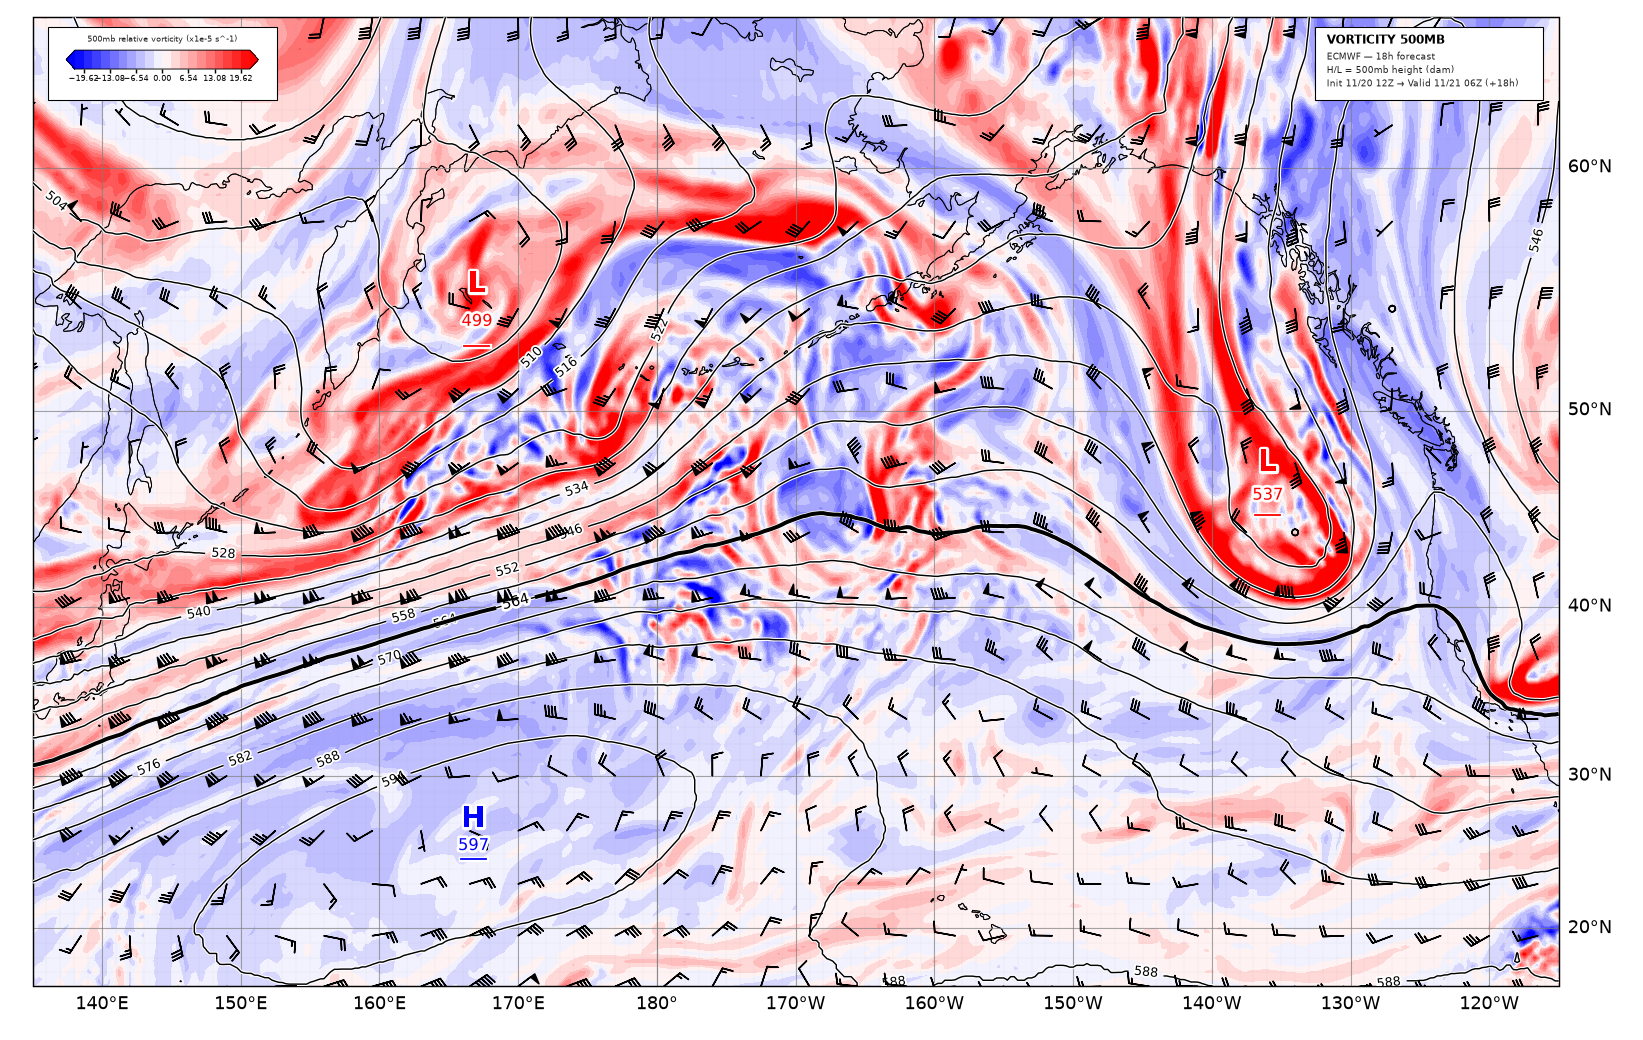 500mb relative vorticity (x1e-5 s^-1)
−19.62 −13.08 −6.54 0.00 6.54 13.08 19.62
VORTICITY 500MB
ECMWF — 18h forecast
H/L = 500mb height (dam)
Init 11/20 12Z → Valid 11/21 06Z (+18h)
60°N
504
546
L
499
522
510
516
50°N
L
537
534
546
528
552
564
540
558
564
40°N
570
576
582
588
594
30°N
H
597
20°N
588
588
588
140°E 150°E 160°E 170°E 180° 170°W 160°W 150°W 140°W 130°W 120°W